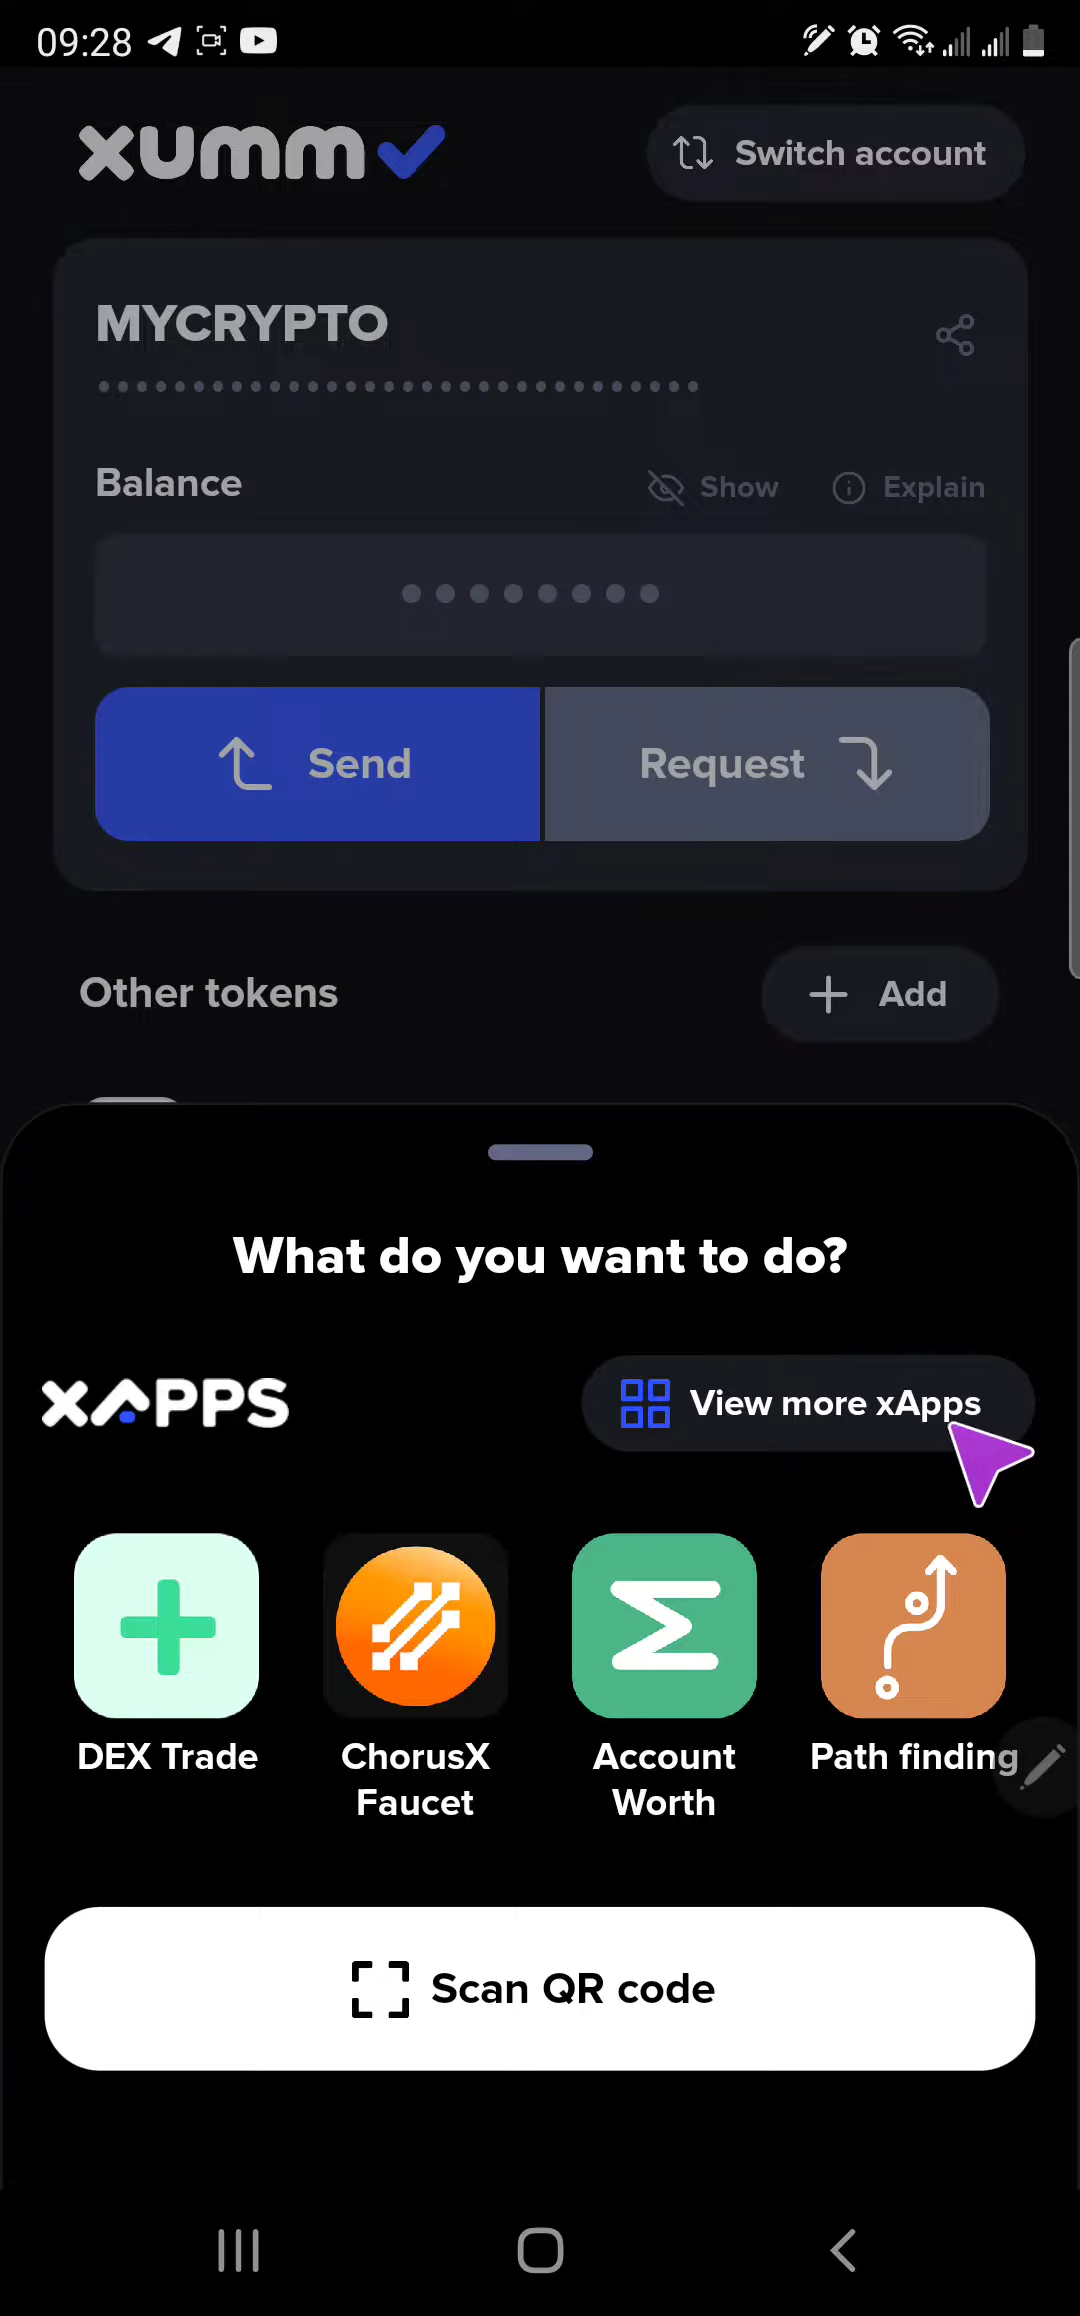 09:28
xumm
Switch account
MYCRYPTO
Balance
Show
Explain
Send
Request
Other tokens
Add
What do you want to do?
XAPPS
View more xApps
DEX Trade
ChorusX
Faucet
Account
Worth
Path finding
Scan QR code